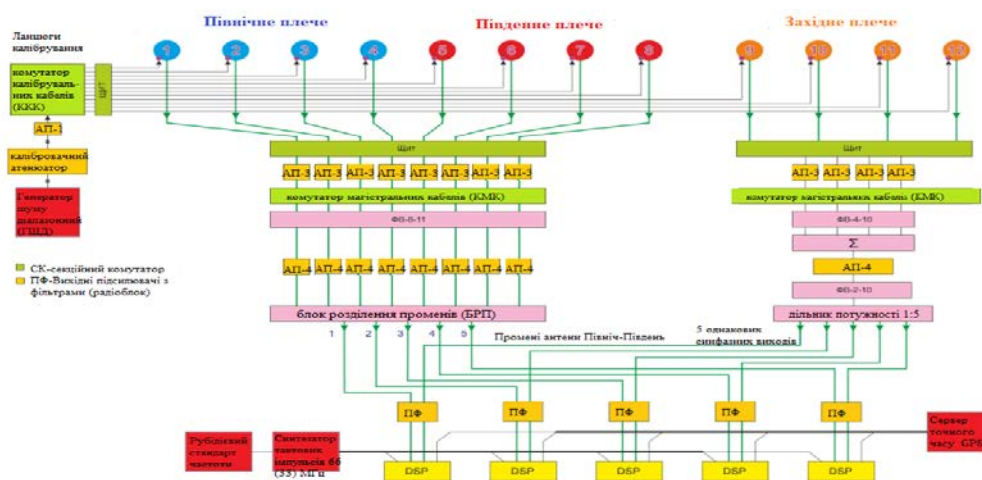 Північне плече
Південне плече
Західне плече
Ланцюги
калібрування
1
2
3
4
5
6
7
8
9
10
11
12
комутатор
калібруваль-
них кабелів
(ККК)
ЩИТ
АП-1
калібровачний
атенюатор
Генератор
шуму
діапазонний
(ГШД)
Щит
Щит
АП-3 АП-3 АП-3 АП-3 АП-3 АП-3 АП-3 АП-3
АП-3 АП-3 АП-3 АП-3
комутатор магістральних кабелів (КМК)
комутатор магістральних кабелів (КМК)
ФВ-8-11
ФВ-4-10
Σ
СК-секційний комутатор
ПФ-Вихідні підсилювачі з
фільтрами (радіоблок)
АП-4 АП-4 АП-4 АП-4 АП-4 АП-4 АП-4 АП-4
АП-4
ФВ-2-10
блок розділення променів (БРП)
дільник потужності 1:5
1 2 3 4 5
Промені антени Північ-Південь
5 однакових
синфазних виходів
ПФ ПФ ПФ ПФ ПФ
Рубідієвий
стандарт
частоти
Синтезатор
тактових
імпульсів 66
(33) МГц
Сервер
точного
часу GPS
DSP DSP DSP DSP DSP